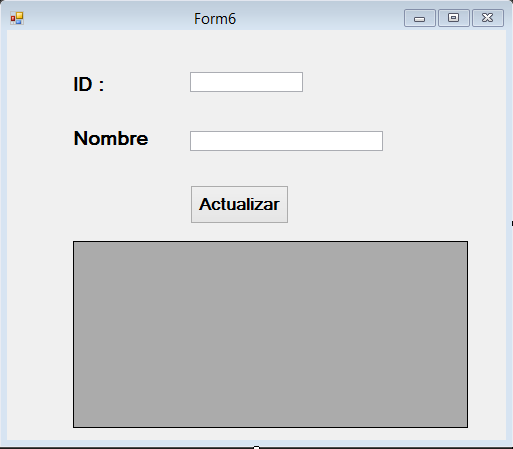 Form6
ID :
Nombre
Actualizar